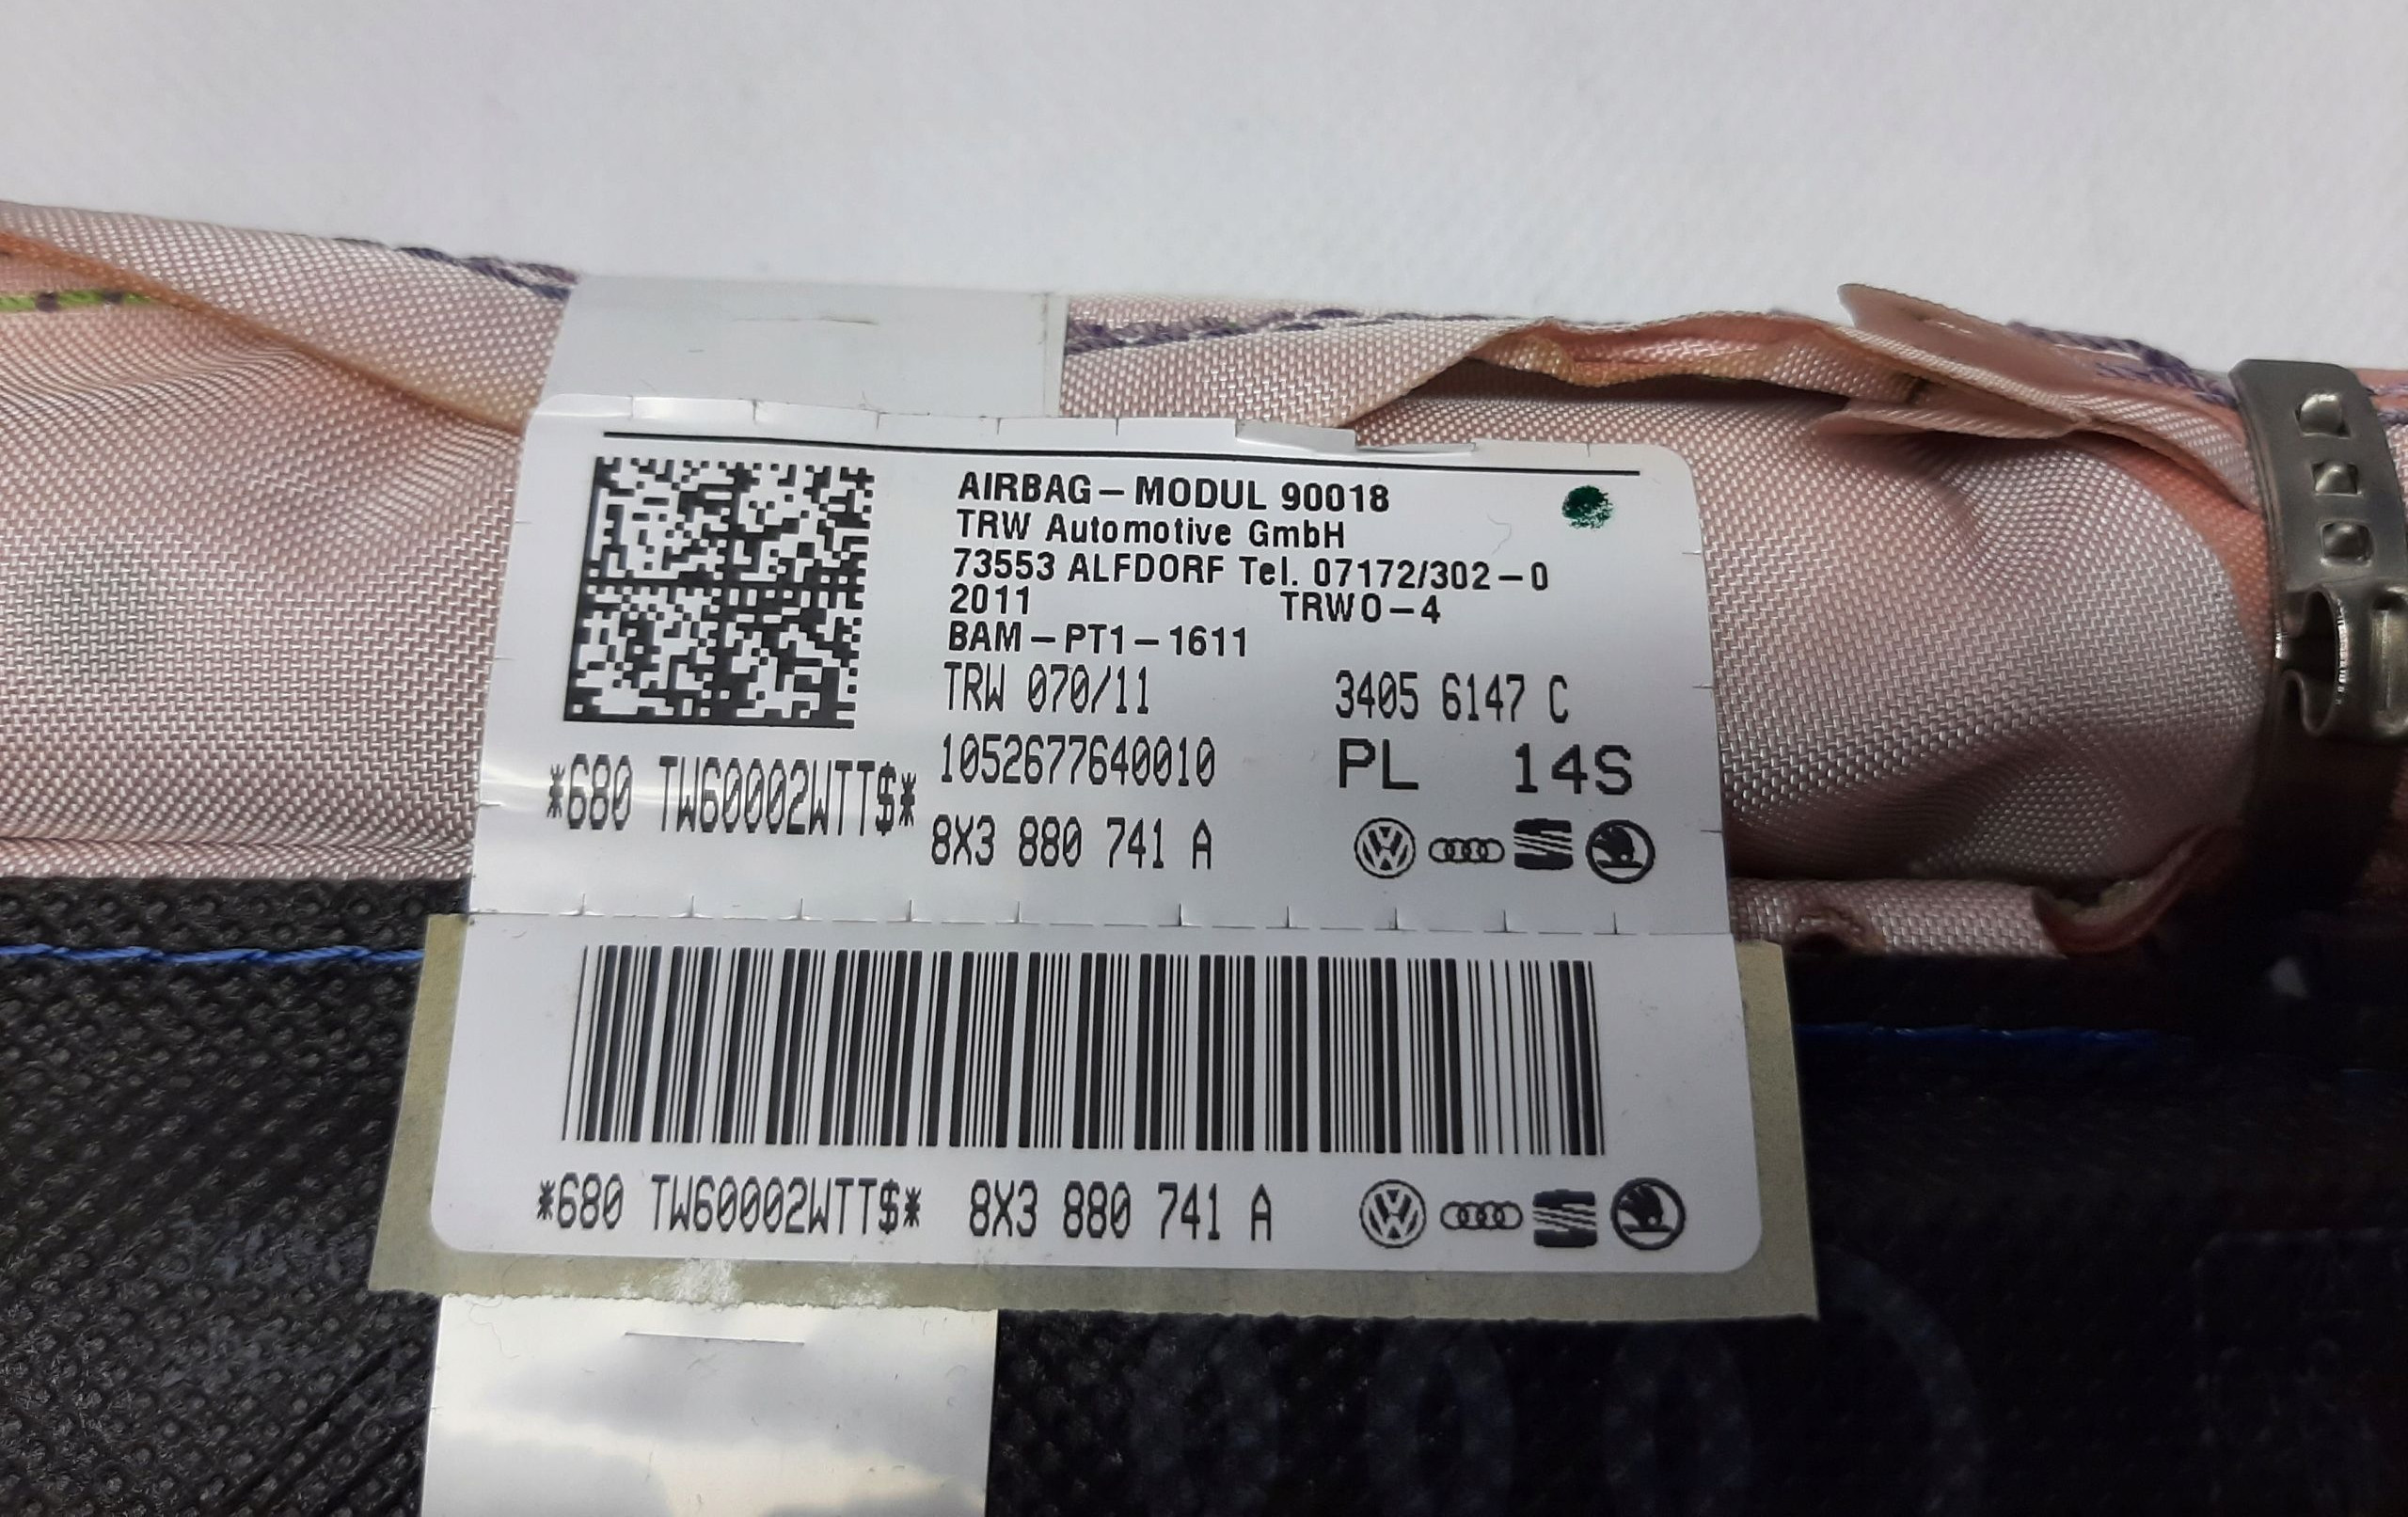 AIRBAG – MODUL 90018
TRW Automotive GmbH
73553 ALFDORF Tel. 07172/302–0
2011 TRWO–4
BAM–PT1–1611
TRW 070/11 3405 6147 C
1052677640010 PL 14S
*680 TW60002WTT$*
8X3 880 741 A
*680 TW60002WTT$* 8X3 880 741 A